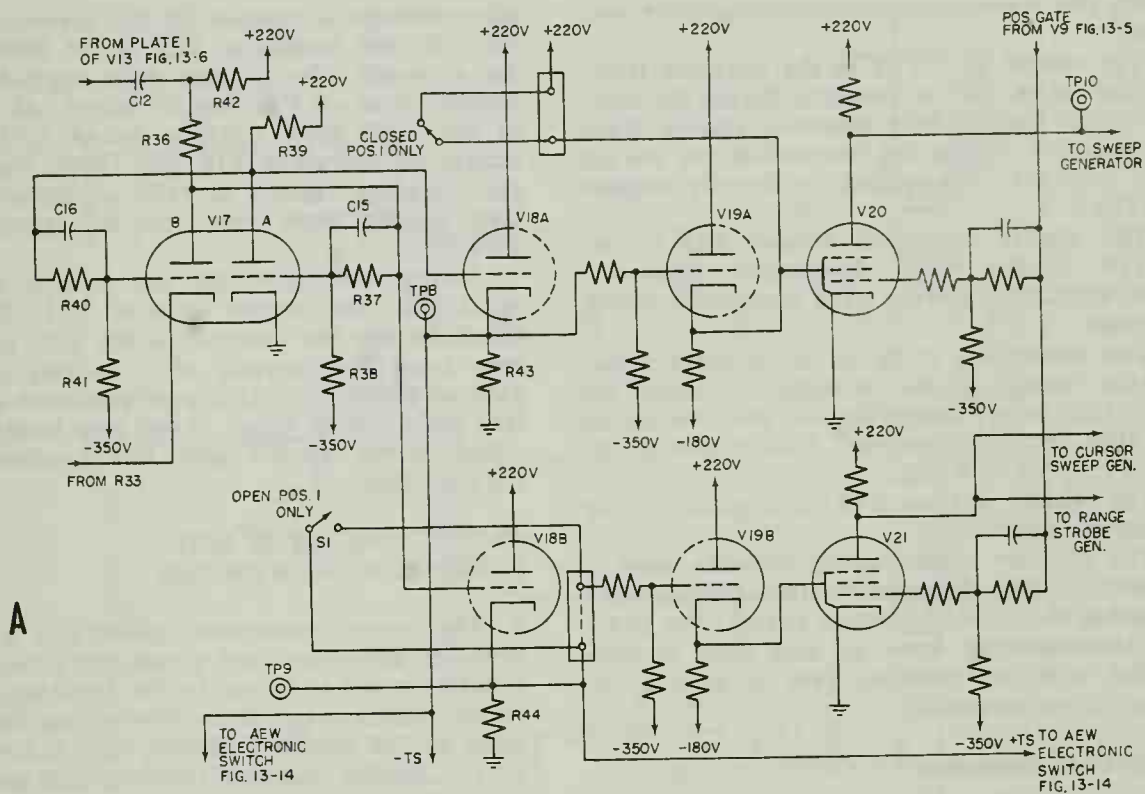 FROM PLATE 1
OF V13 FIG. 13-6
+220V
+220V
+220V
+220V
+220V
+220V
POS GATE
FROM V9 FIG. 13-5
C12
R42
R36
R39
CLOSED
POS. 1 ONLY
TP10
TO SWEEP
GENERATOR
C16
B
V17
A
C15
V18A
V19A
V20
R40
R37
TP8
R41
R38
R43
-350V
-350V
-350V
-180V
-350V
FROM R33
+220V
+220V
+220V
TO CURSOR
SWEEP GEN.
OPEN POS. 1
ONLY
S1
TO RANGE
STROBE
GEN.
V18B
V19B
V21
A
TP9
R44
TO AEW
ELECTRONIC
SWITCH
FIG. 13-14
-TS
-350V
-180V
-350V
+TS
TO AEW
ELECTRONIC
SWITCH
FIG. 13-14